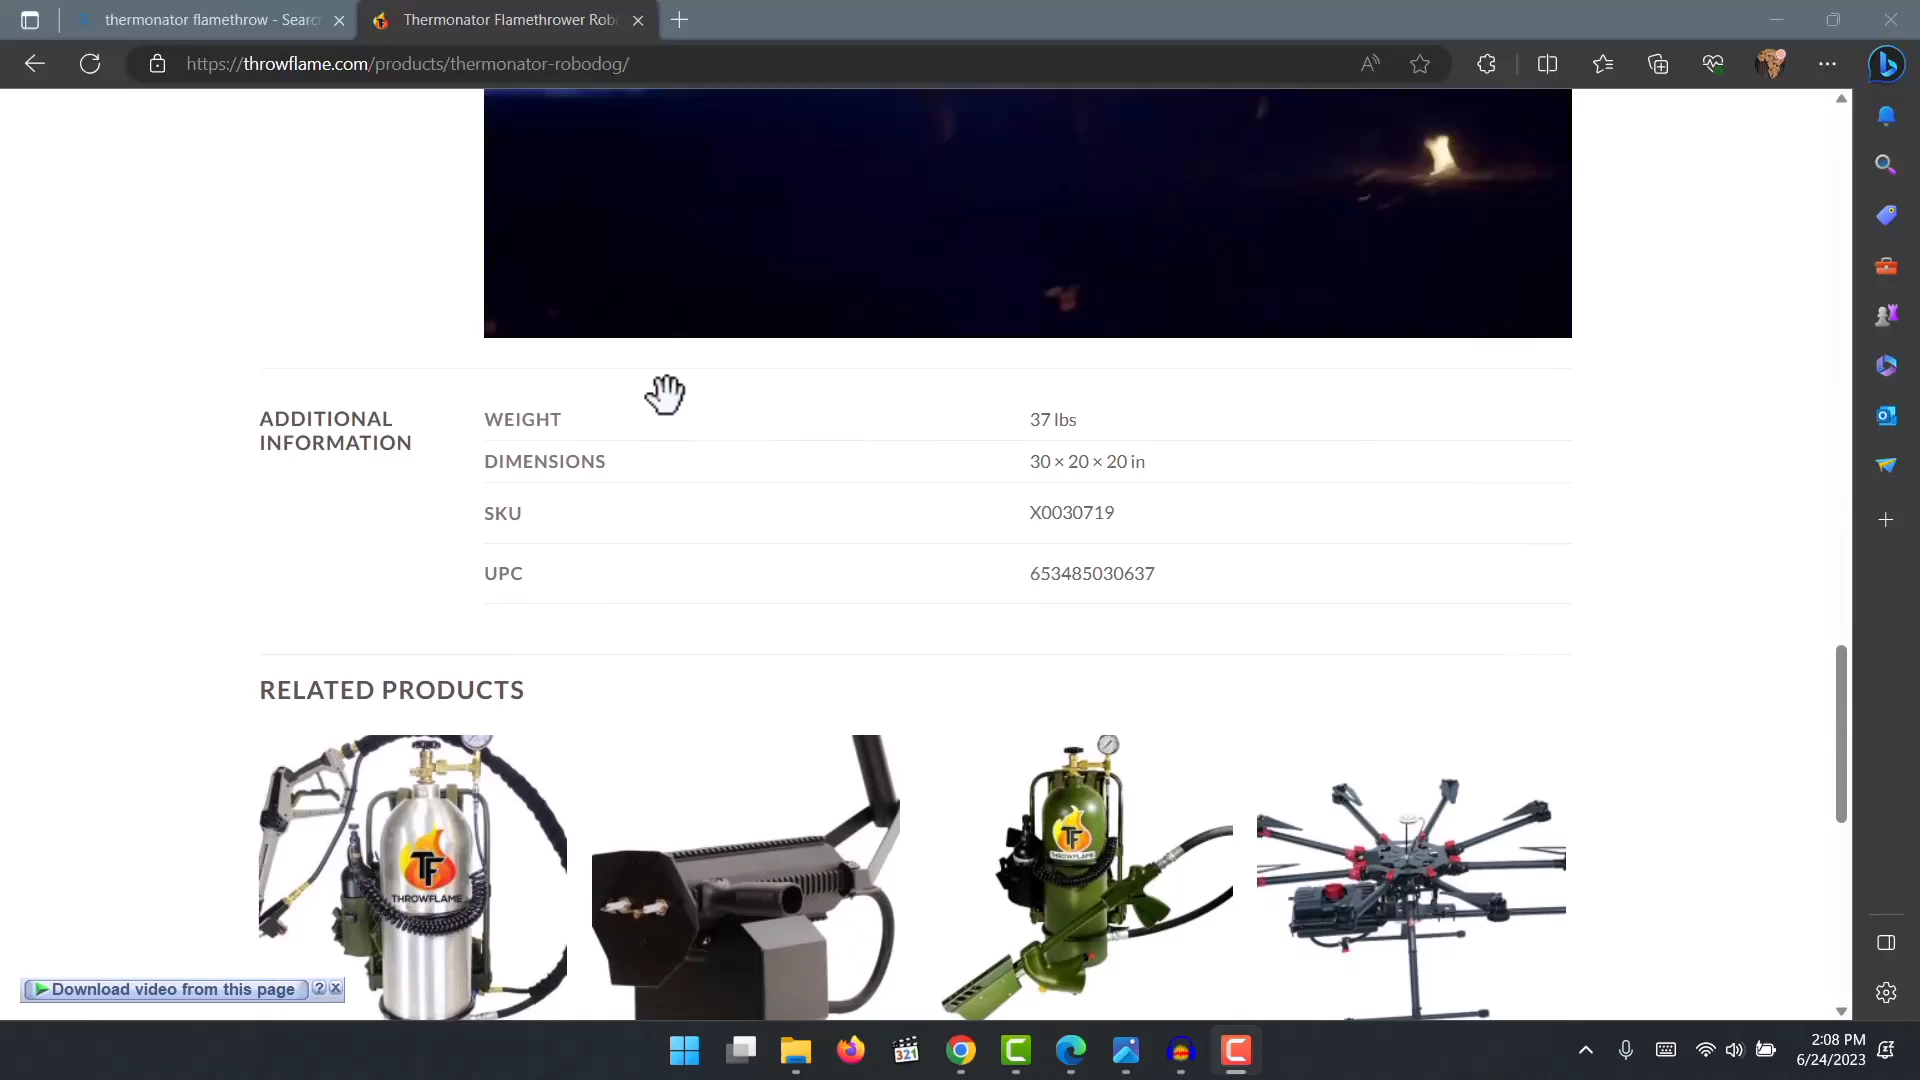 thermonator flamethrow - Searc
Thermonator Flamethrower Rob
https://throwflame.com/products/thermonator-robodog/
ADDITIONAL INFORMATION
WEIGHT 37 lbs
DIMENSIONS 30 × 20 × 20 in
SKU X0030719
UPC 653485030637
RELATED PRODUCTS
TF
THROWFLAME
TF
THROWFLAME
Download video from this page ? x
321
2:08 PM
6/24/2023